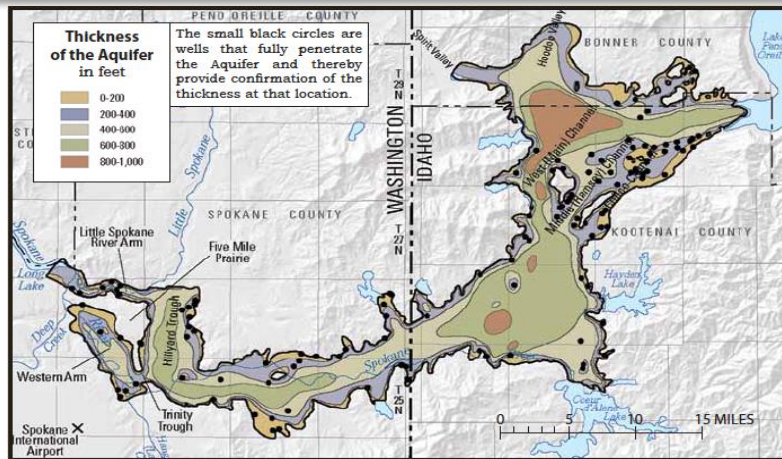 PEND OREILLE COUNTY
Thickness
of the Aquifer
in feet
0-200
200-400
400-600
600-800
800-1,000
The small black circles are
wells that fully penetrate
the Aquifer and thereby
provide confirmation of the
thickness at that location.
BONNER COUNTY
Spirit Valley
Hoodoo Valley
Lake
T
29
N
WASHINGTON
IDAHO
West (Main) Channel
Middle (Ramsey) Channel
Little Spokane
SPOKANE COUNTY
KOOTENAI COUNTY
T
27
N
Little Spokane
River Arm
Five Mile
Prairie
Spokane
Long
Lake
Hayden
Lake
Deep
Creek
Hillyard Trough
Western Arm
Spokane
Trinity
Trough
T
25
N
Coeur
d'Alene
Lake
Spokane
International
Airport
0 5 10 15 MILES